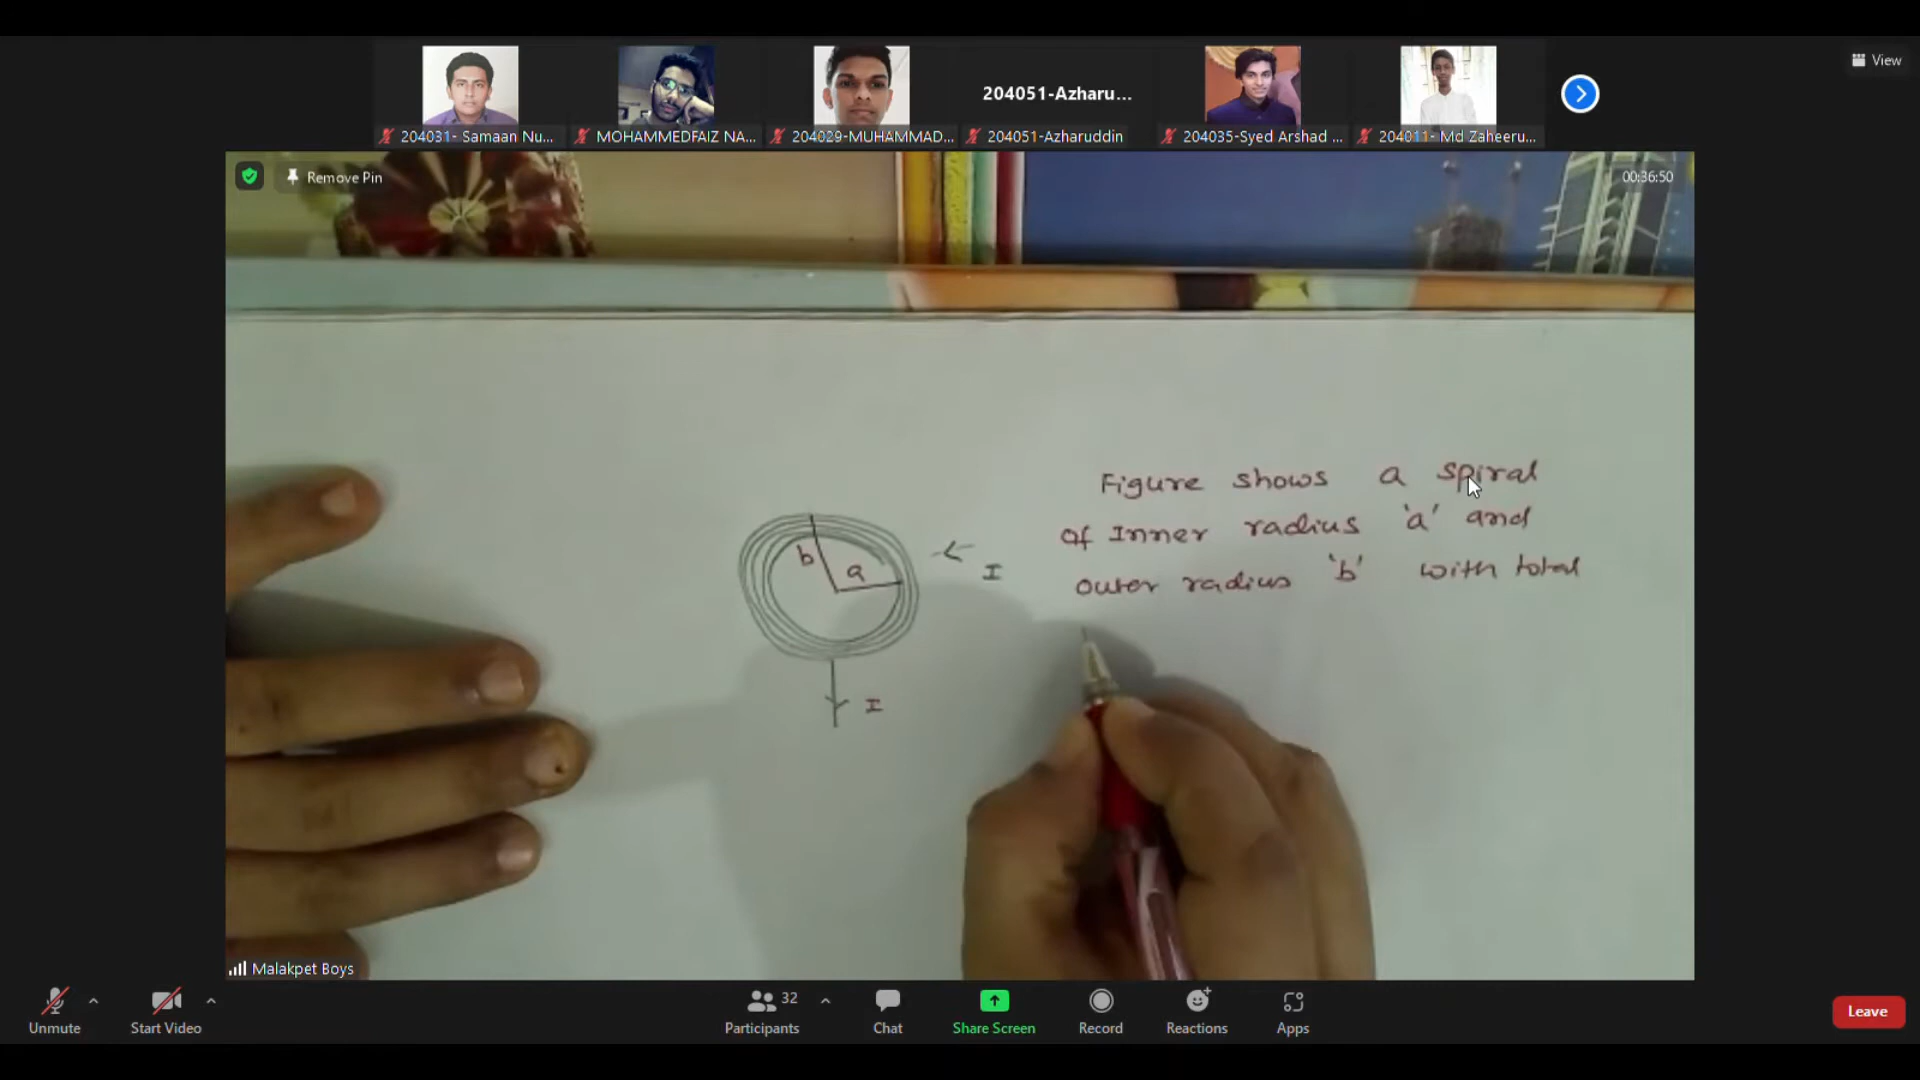 View
204051-Azharu...
204031- Samaan Nu...
MOHAMMEDFAIZ NA...
204029-MUHAMMAD...
204051-Azharuddin
204035-Syed Arshad ...
204011- Md Zaheeru...
Remove Pin
00:36:50
Figure shows a spiral
of Inner radius 'a' and
outer radius 'b' with total
b
a
I
I
Malakpet Boys
Unmute
Start Video
32
Participants
Chat
Share Screen
Record
Reactions
Apps
Leave